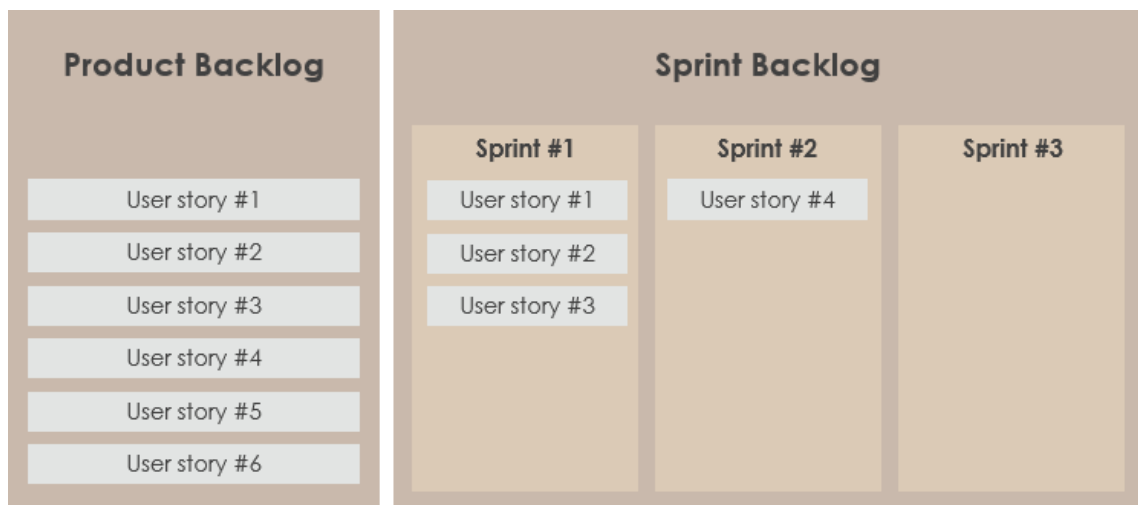 Product Backlog
User story #1
User story #2
User story #3
User story #4
User story #5
User story #6
Sprint Backlog
Sprint #1
User story #1
User story #2
User story #3
Sprint #2
User story #4
Sprint #3